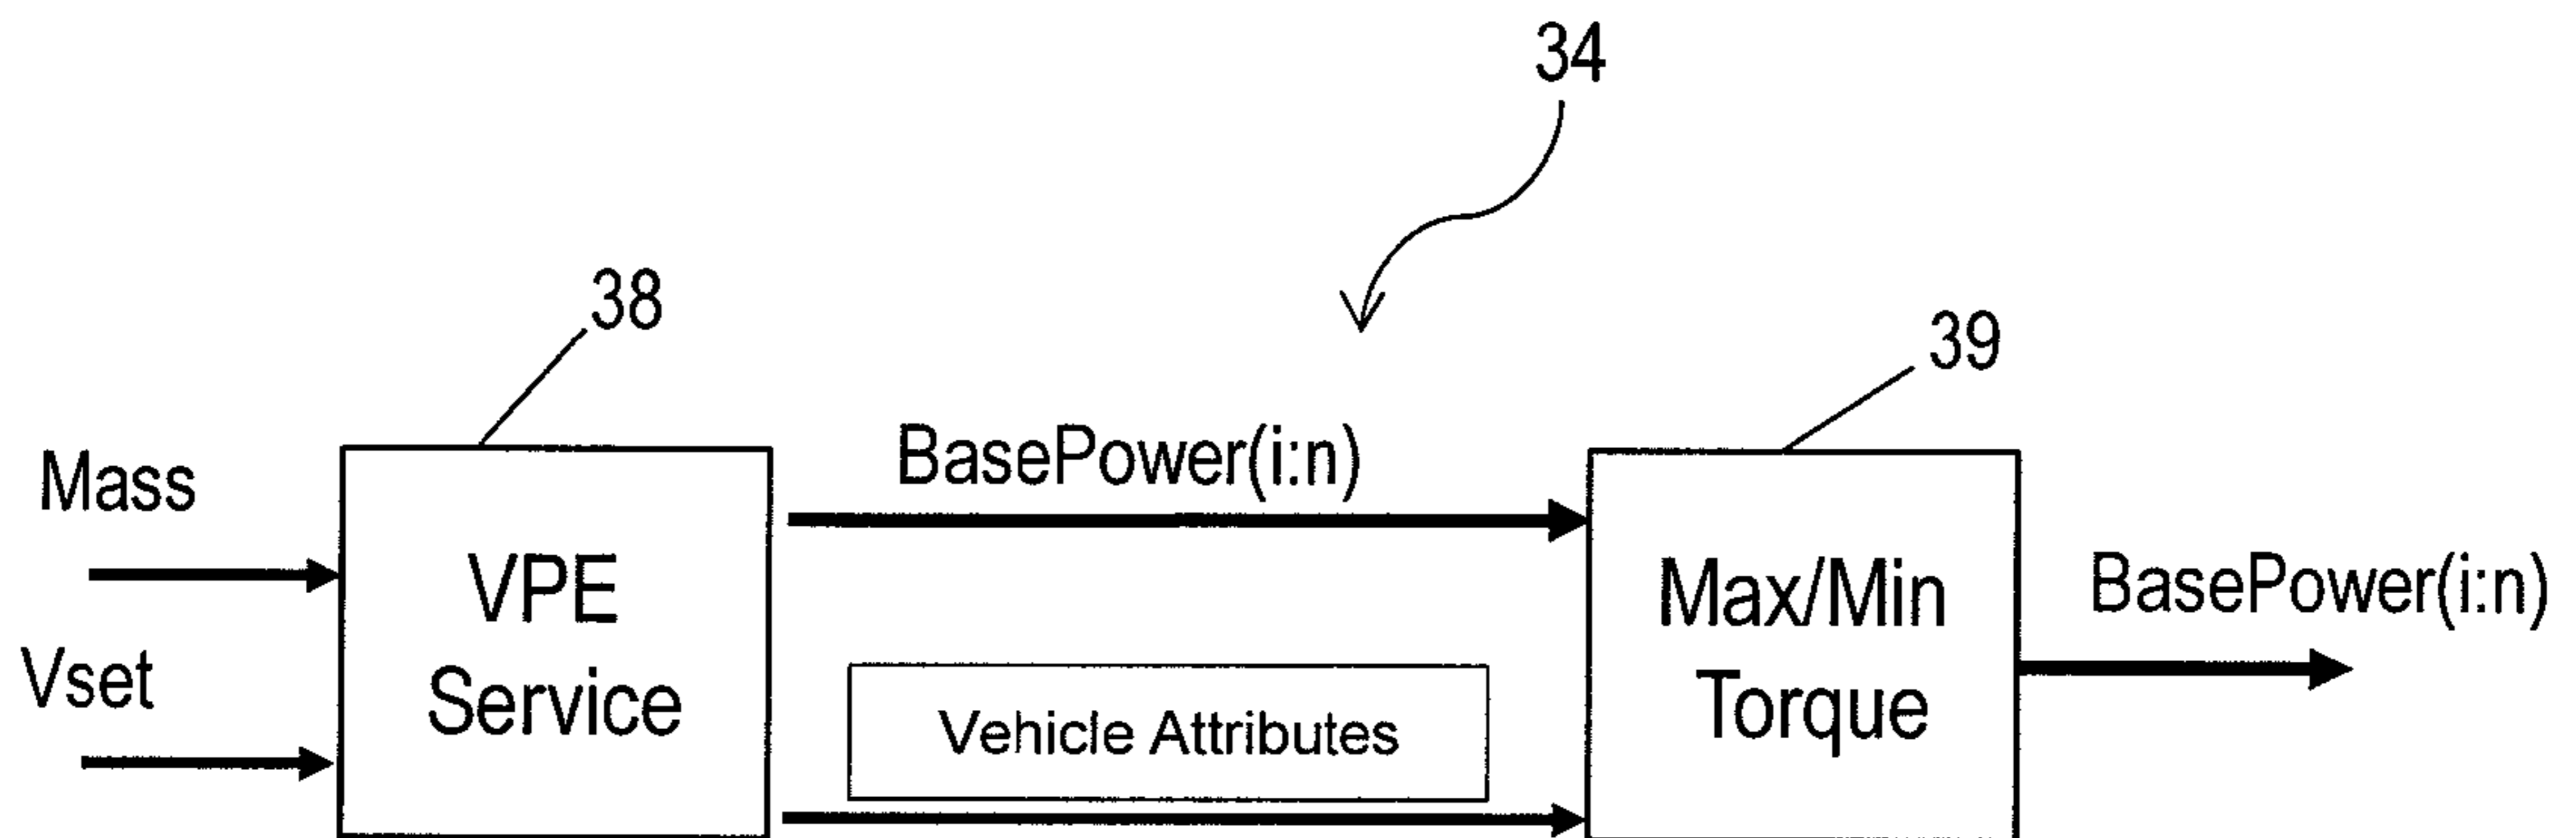 34
38
39
Mass
Vset
VPE
Service
BasePower(i:n)
Vehicle Attributes
Max/Min
Torque
BasePower(i:n)